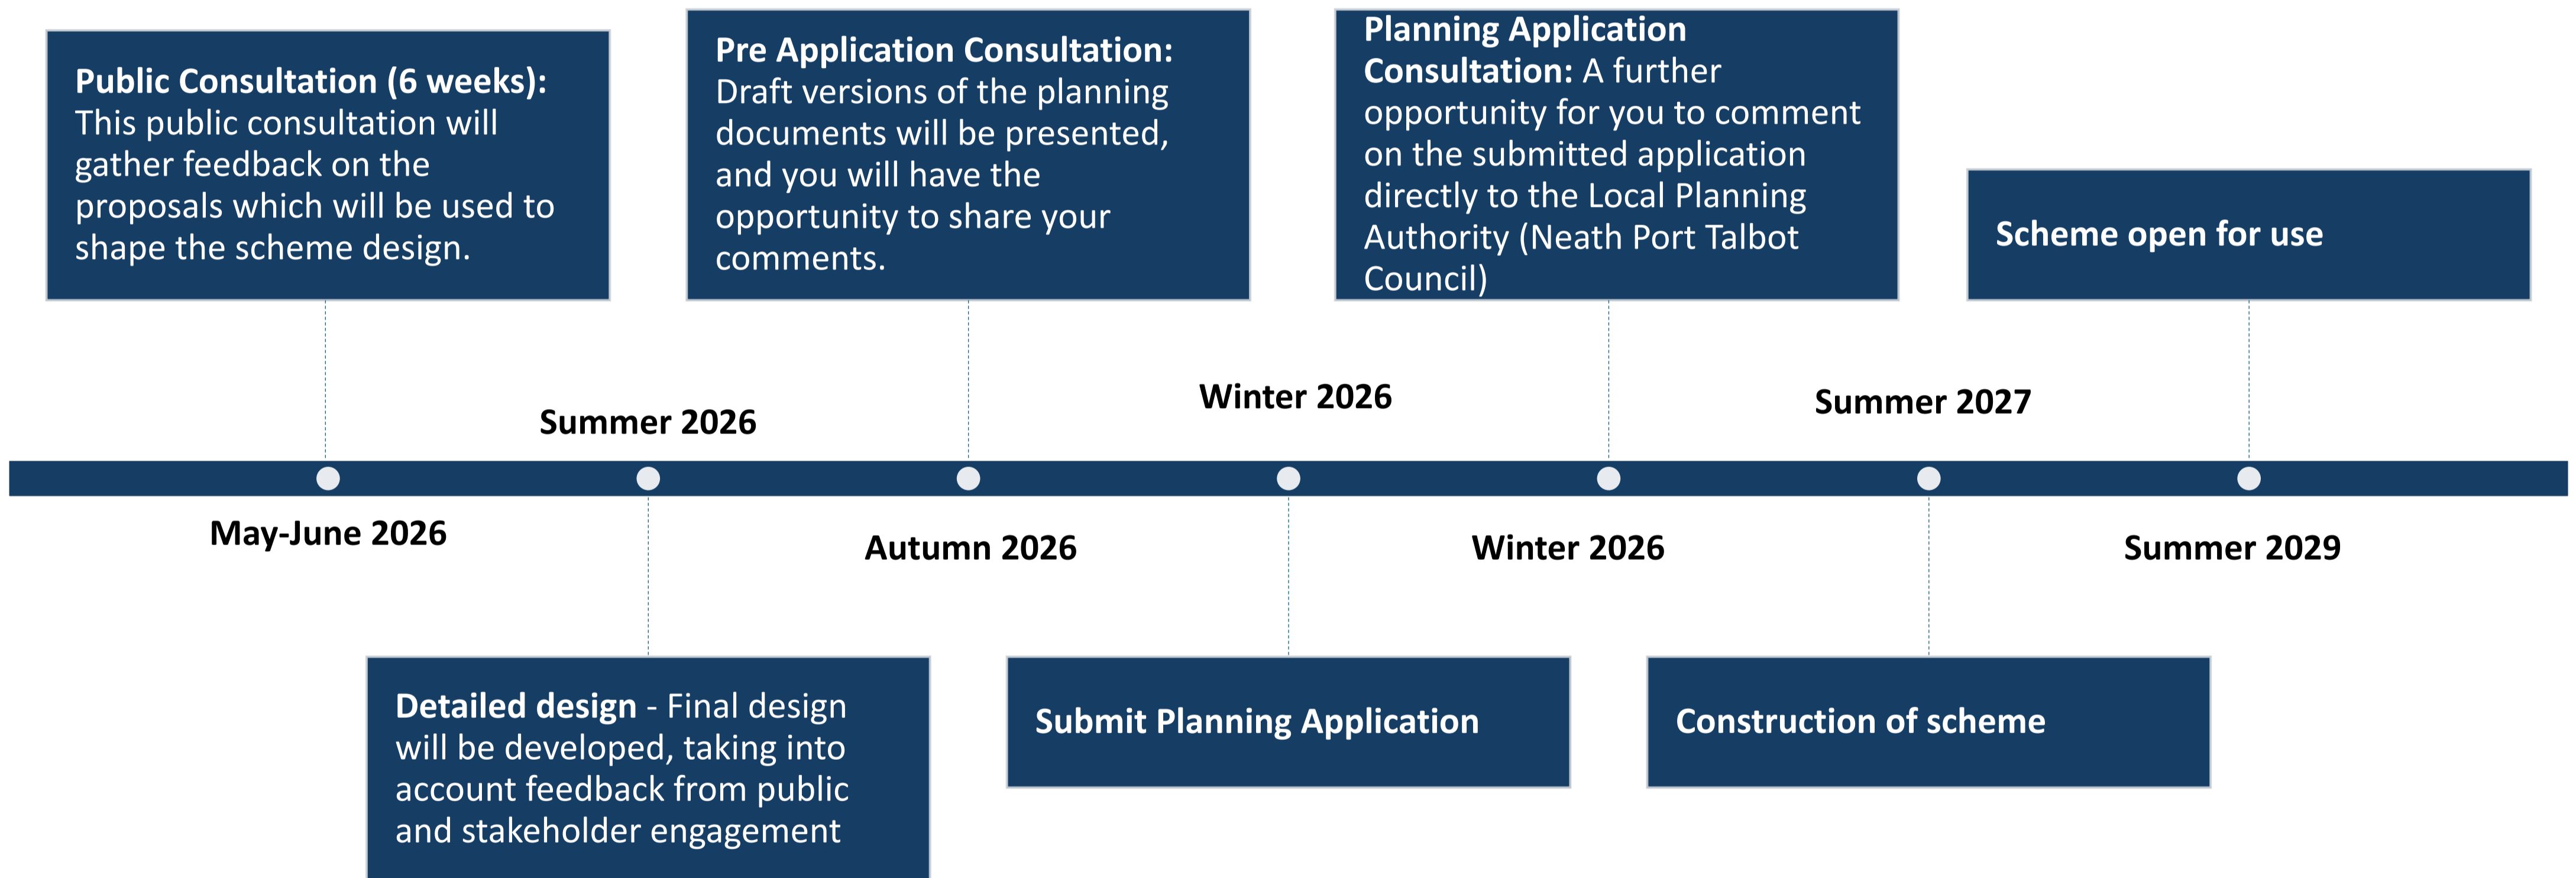 Public Consultation (6 weeks):
This public consultation will
gather feedback on the
proposals which will be used to
shape the scheme design.
Pre Application Consultation:
Draft versions of the planning
documents will be presented,
and you will have the
opportunity to share your
comments.
Planning Application
Consultation: A further
opportunity for you to comment
on the submitted application
directly to the Local Planning
Authority (Neath Port Talbot
Council)
Scheme open for use
Summer 2026
Winter 2026
Summer 2027
May-June 2026
Autumn 2026
Winter 2026
Summer 2029
Detailed design - Final design
will be developed, taking into
account feedback from public
and stakeholder engagement
Submit Planning Application
Construction of scheme